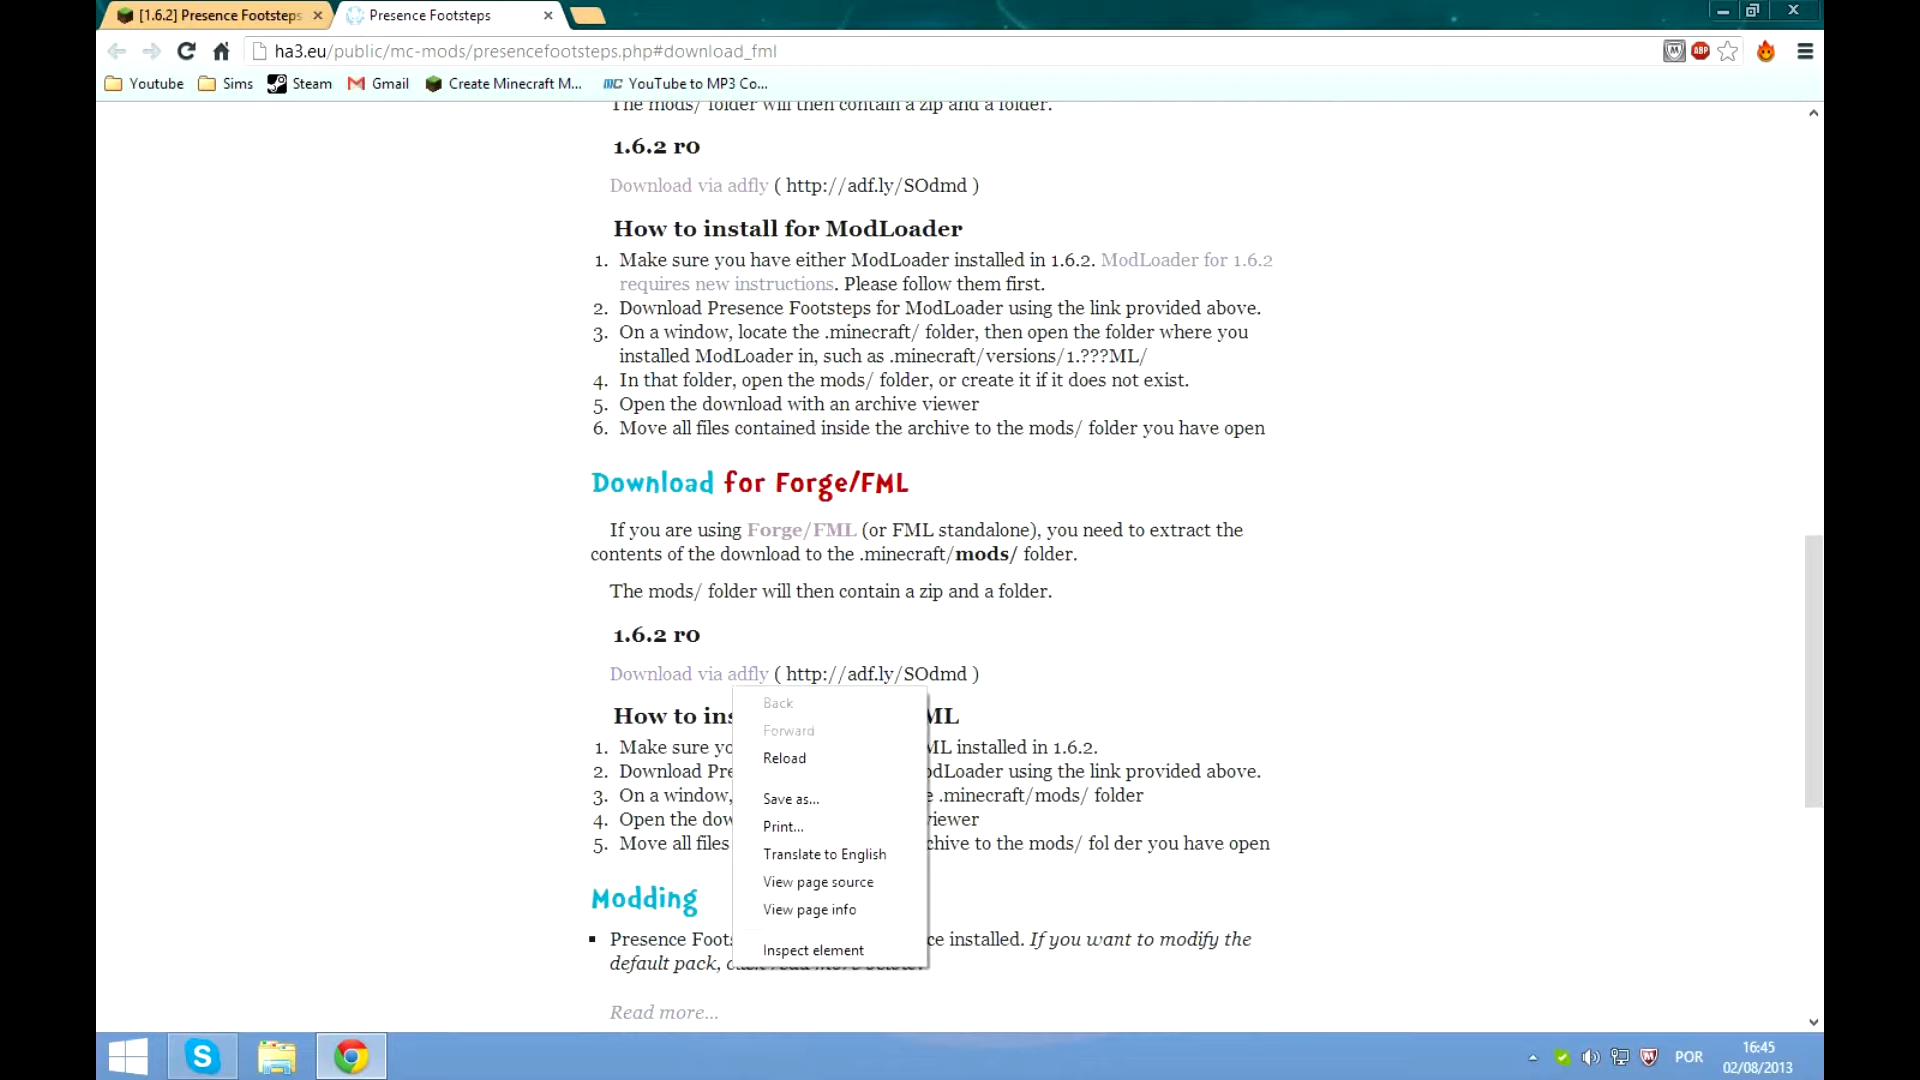 [1.6.2] Presence Footsteps
Presence Footsteps
ha3.eu/public/mc-mods/presencefootsteps.php#download_fml
ABP
Youtube
Sims
Steam
Gmail
Create Minecraft M...
MC YouTube to MP3 Co...
The mods/ folder will then contain a zip and a folder.
1.6.2 r0
Download via adfly ( http://adf.ly/SOdmd )
How to install for ModLoader
1. Make sure you have either ModLoader installed in 1.6.2. ModLoader for 1.6.2
requires new instructions. Please follow them first.
2. Download Presence Footsteps for ModLoader using the link provided above.
3. On a window, locate the .minecraft/ folder, then open the folder where you
installed ModLoader in, such as .minecraft/versions/1.???ML/
4. In that folder, open the mods/ folder, or create it if it does not exist.
5. Open the download with an archive viewer
6. Move all files contained inside the archive to the mods/ folder you have open
Download for Forge/FML
If you are using Forge/FML (or FML standalone), you need to extract the
contents of the download to the .minecraft/mods/ folder.
The mods/ folder will then contain a zip and a folder.
1.6.2 r0
Download via adfly ( http://adf.ly/SOdmd )
Back
How to ins ML
Forward
1. Make sure yo ML installed in 1.6.2.
Reload
2. Download Pre dLoader using the link provided above.
3. On a window, e .minecraft/mods/ folder
Save as...
4. Open the dow viewer
Print...
5. Move all files chive to the mods/ fol der you have open
Translate to English
View page source
Modding
View page info
Presence Foots ce installed. If you want to modify the
Inspect element
default pack,
Read more...
POR
16:45
02/08/2013